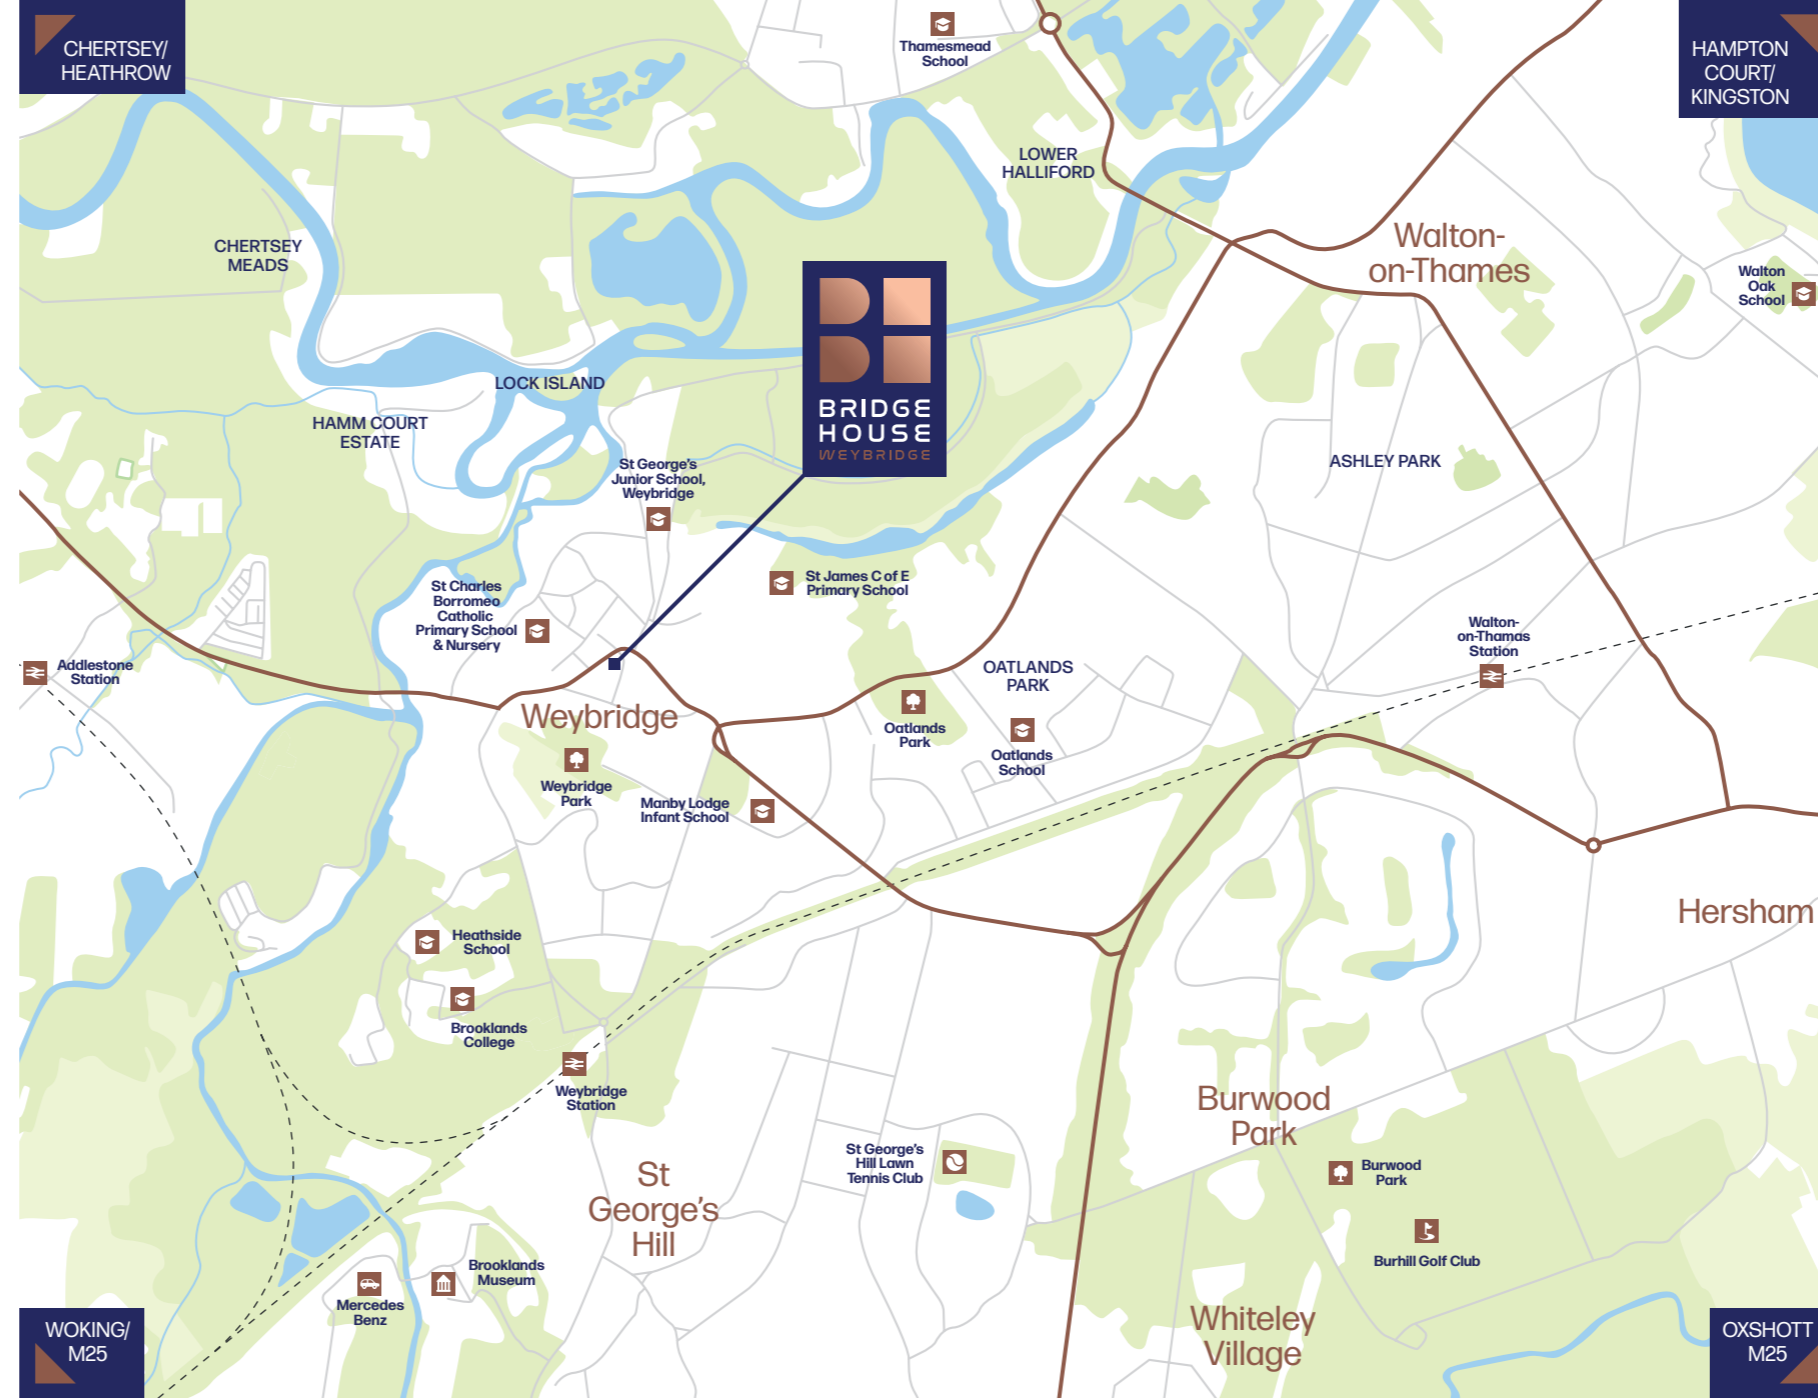 CHERTSEY/
HEATHROW
Thamesmead
School
HAMPTON
COURT/
KINGSTON
LOWER
HALLIFORD
CHERTSEY
MEADS
Walton-
on-Thames
Walton
Oak
School
LOCK ISLAND
HAMM COURT
ESTATE
BRIDGE
HOUSE
WEYBRIDGE
St George's
Junior School,
Weybridge
ASHLEY PARK
St Charles
Borromeo
Catholic
Primary School
& Nursery
St James C of E
Primary School
Walton-
on-Thamas
Station
Addlestone
Station
OATLANDS
PARK
Weybridge
Oatlands
Park
Oatlands
School
Weybridge
Park
Manby Lodge
Infant School
Hersham
Heathside
School
Brooklands
College
Weybridge
Station
Burwood
Park
St George's
Hill Lawn
Tennis Club
Burwood
Park
St
George's
Hill
Burhill Golf Club
Brooklands
Museum
Mercedes
Benz
Whiteley
Village
WOKING/
M25
OXSHOTT
M25